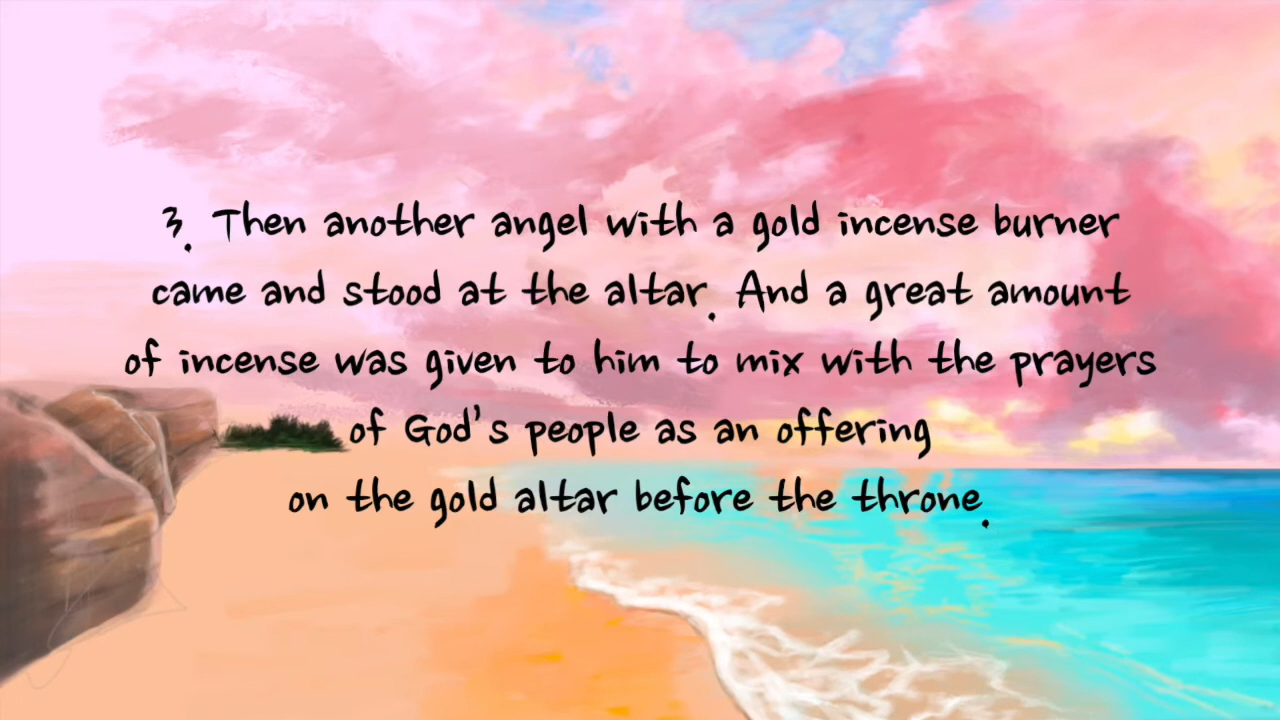 3. Then another angel with a gold incense burner
came and stood at the altar. And a great amount
of incense was given to him to mix with the prayers
of God's people as an offering
on the gold altar before the throne.